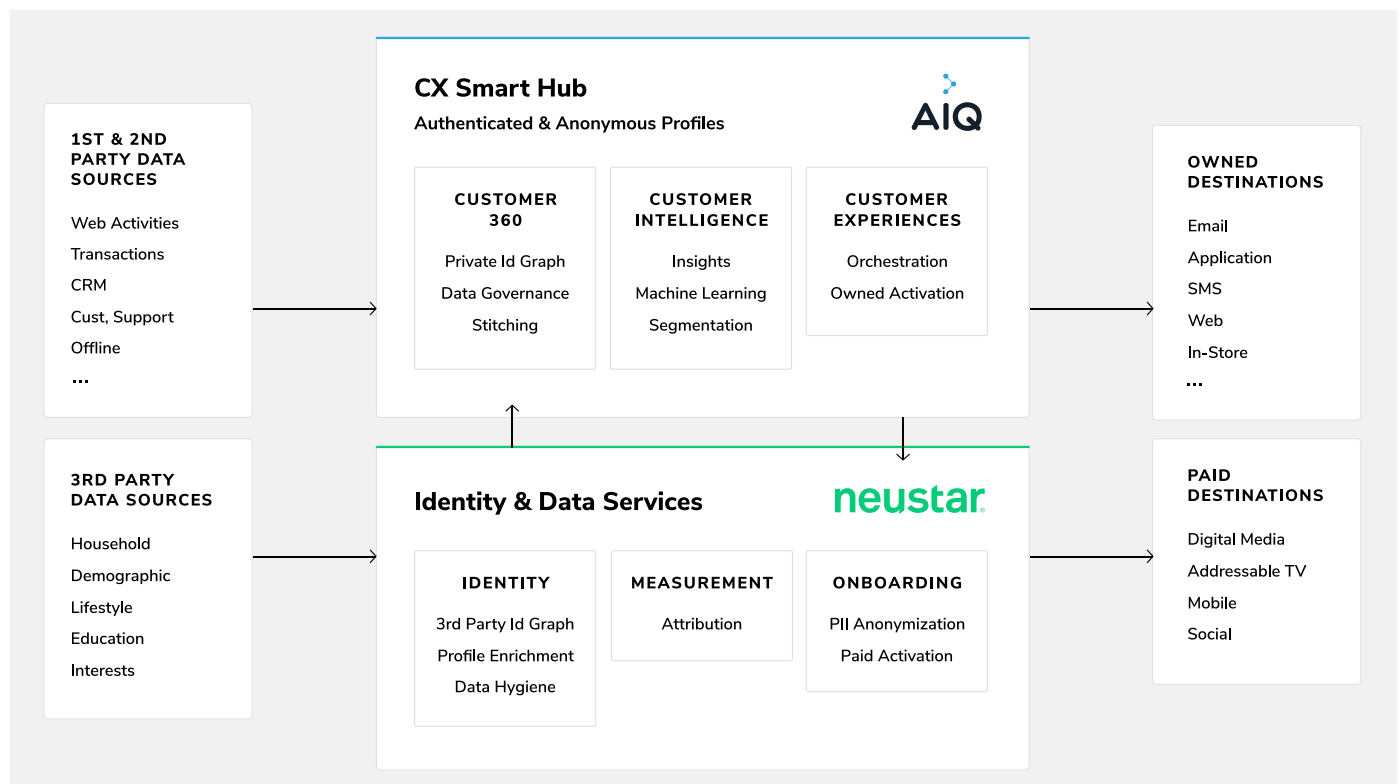 1ST & 2ND
PARTY DATA
SOURCES
Web Activities
Transactions
CRM
Cust, Support
Offline
...
3RD PARTY
DATA SOURCES
Household
Demographic
Lifestyle
Education
Interests
CX Smart Hub
Authenticated & Anonymous Profiles
AIQ
CUSTOMER
360
Private Id Graph
Data Governance
Stitching
CUSTOMER
INTELLIGENCE
Insights
Machine Learning
Segmentation
CUSTOMER
EXPERIENCES
Orchestration
Owned Activation
Identity & Data Services
neustar.
IDENTITY
3rd Party Id Graph
Profile Enrichment
Data Hygiene
MEASUREMENT
Attribution
ONBOARDING
PII Anonymization
Paid Activation
OWNED
DESTINATIONS
Email
Application
SMS
Web
In-Store
...
PAID
DESTINATIONS
Digital Media
Addressable TV
Mobile
Social